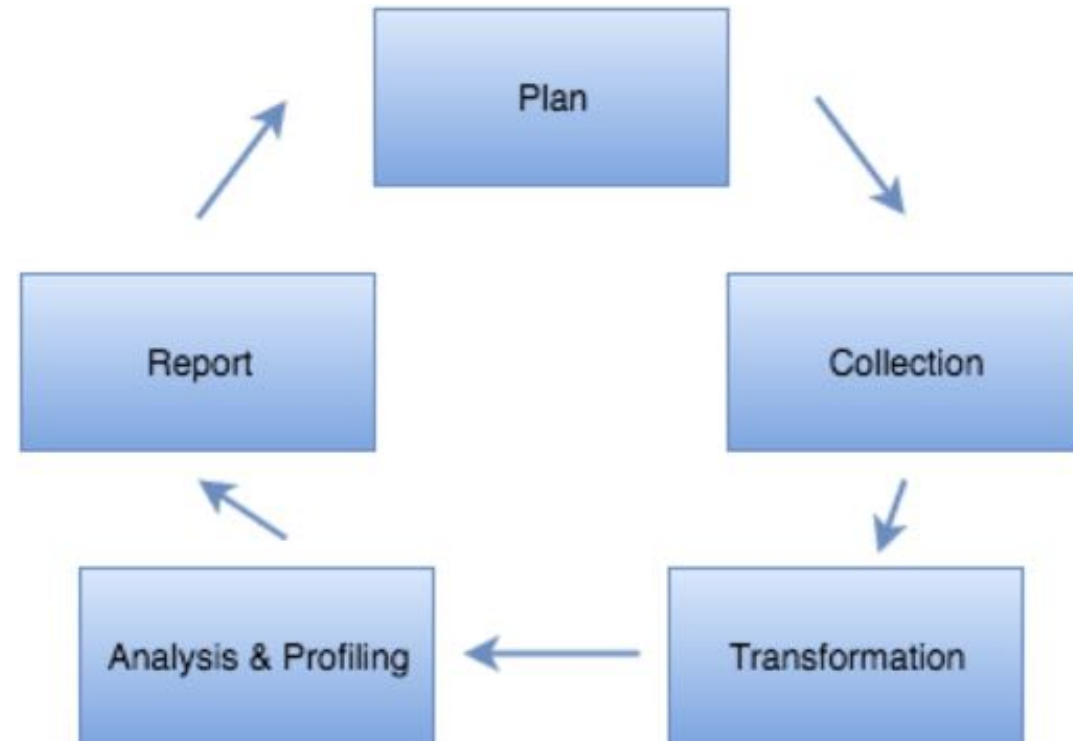 Plan
Report
Collection
Analysis & Profiling
Transformation